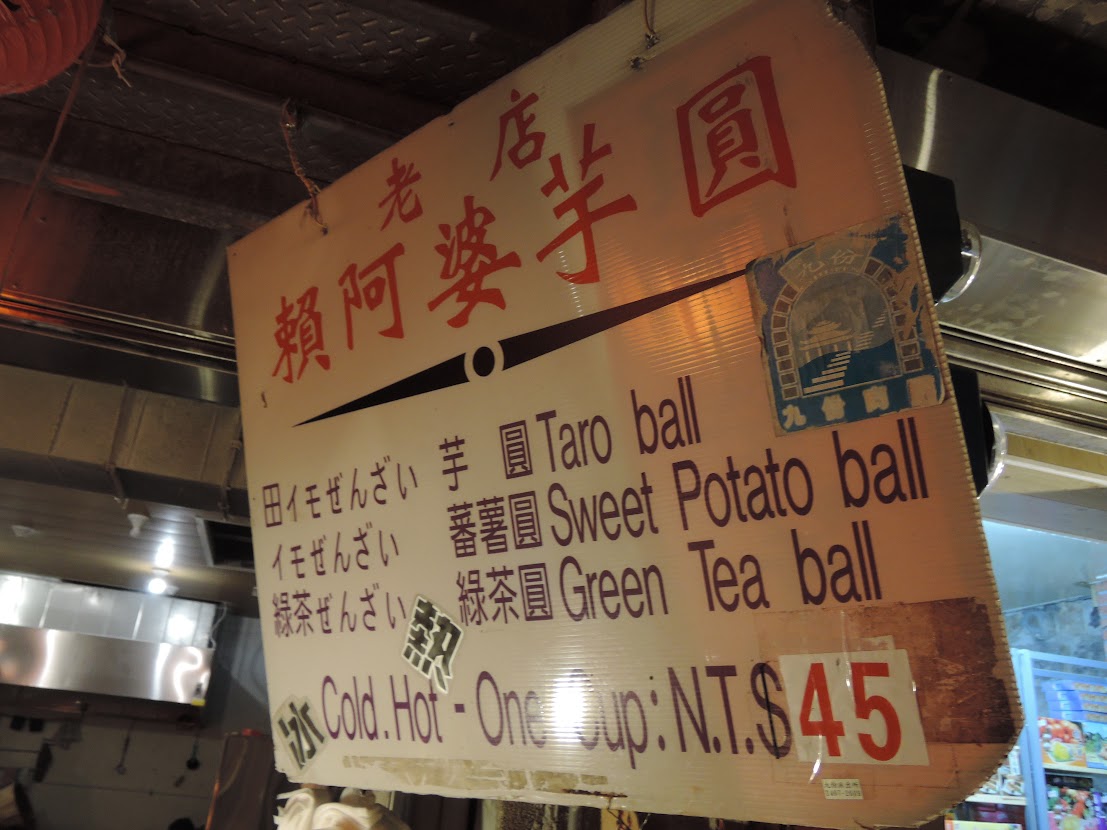 老店
賴阿婆芋圓
九份
田イモぜんざい 芋圓 Taro ball
イモぜんざい 蕃薯圓 Sweet Potato ball
緑茶ぜんざい 緑茶圓 Green Tea ball
熱
冰 Cold. Hot - One Cup: N.T.$45